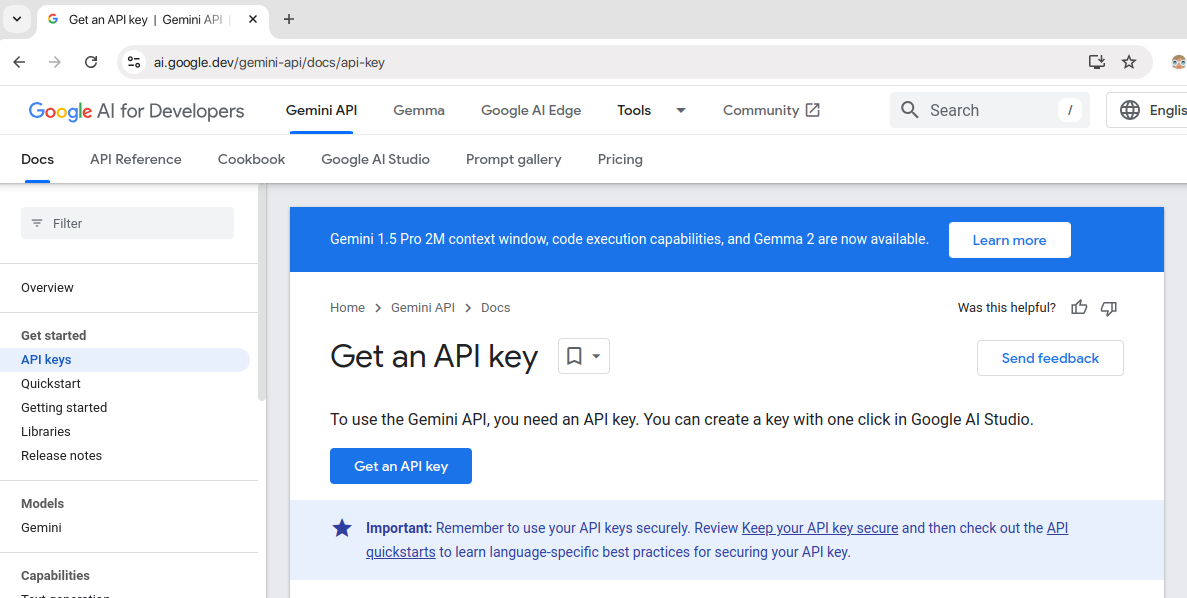 Get an API key | Gemini API |
ai.google.dev/gemini-api/docs/api-key
Google AI for Developers
Gemini API
Gemma
Google AI Edge
Tools
Community
Search
/
Englis
Docs
API Reference
Cookbook
Google AI Studio
Prompt gallery
Pricing
Filter
Overview
Get started
API keys
Quickstart
Getting started
Libraries
Release notes
Models
Gemini
Capabilities
Text generation
Gemini 1.5 Pro 2M context window, code execution capabilities, and Gemma 2 are now available.
Learn more
Home > Gemini API > Docs
Was this helpful?
Get an API key
Send feedback
To use the Gemini API, you need an API key. You can create a key with one click in Google AI Studio.
Get an API key
Important: Remember to use your API keys securely. Review Keep your API key secure and then check out the API
quickstarts to learn language-specific best practices for securing your API key.